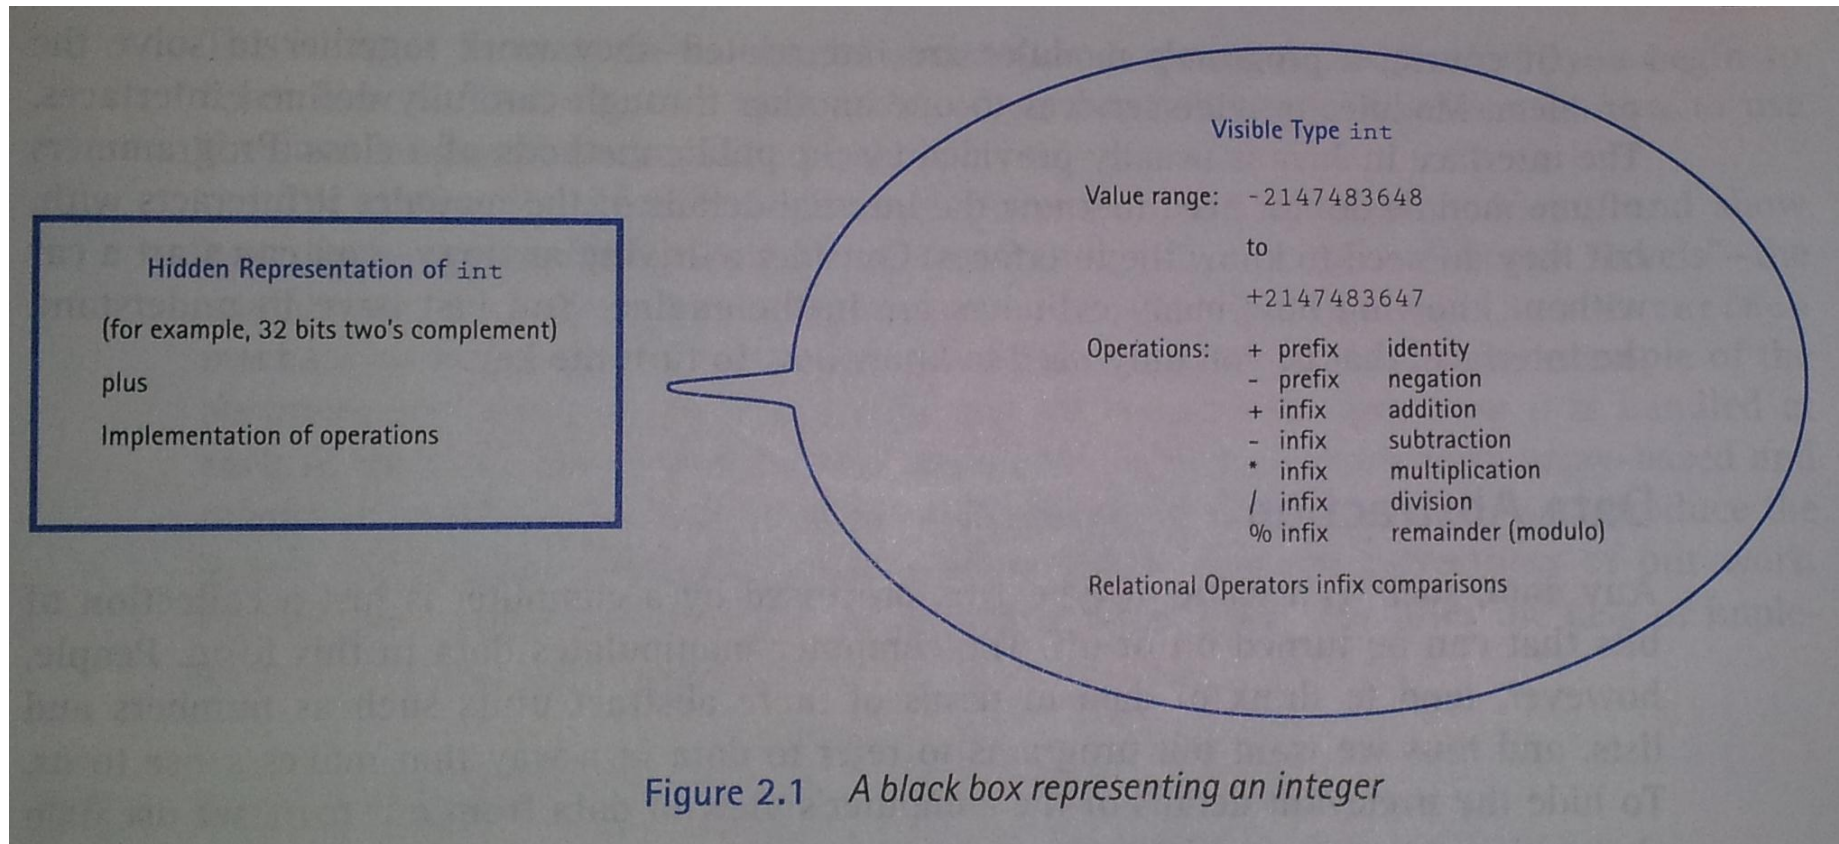 Hidden Representation of int
(for example, 32 bits two's complement)
plus
Implementation of operations
Visible Type int
Value range: -2147483648
to
+2147483647
Operations: + prefix identity
- prefix negation
+ infix addition
- infix subtraction
* infix multiplication
/ infix division
% infix remainder (modulo)
Relational Operators infix comparisons
Figure 2.1 A black box representing an integer